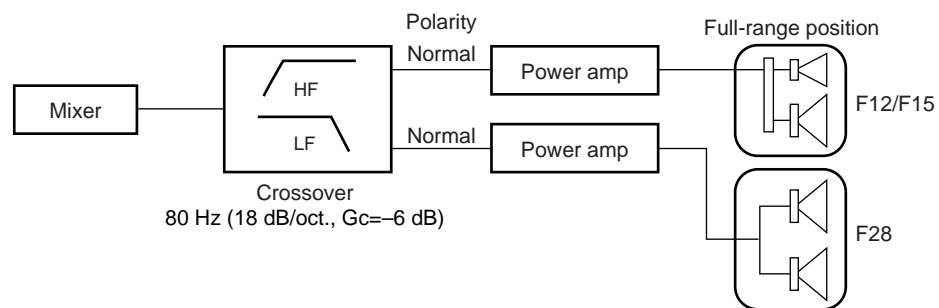 Polarity
Full-range position
Normal
Power amp
HF
F12/F15
Mixer
LF
Normal
Power amp
Crossover
80 Hz (18 dB/oct., Gc=–6 dB)
F28